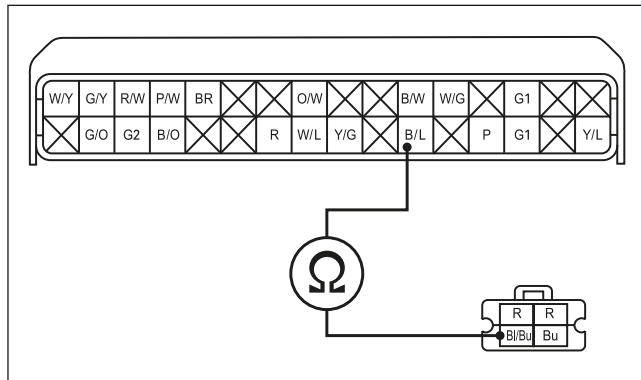 W/Y G/Y R/W P/W BR O/W B/W W/G G1
G/O G2 B/O R W/L Y/G B/L P G1 Y/L
Ω
R R
Bl/Bu Bu